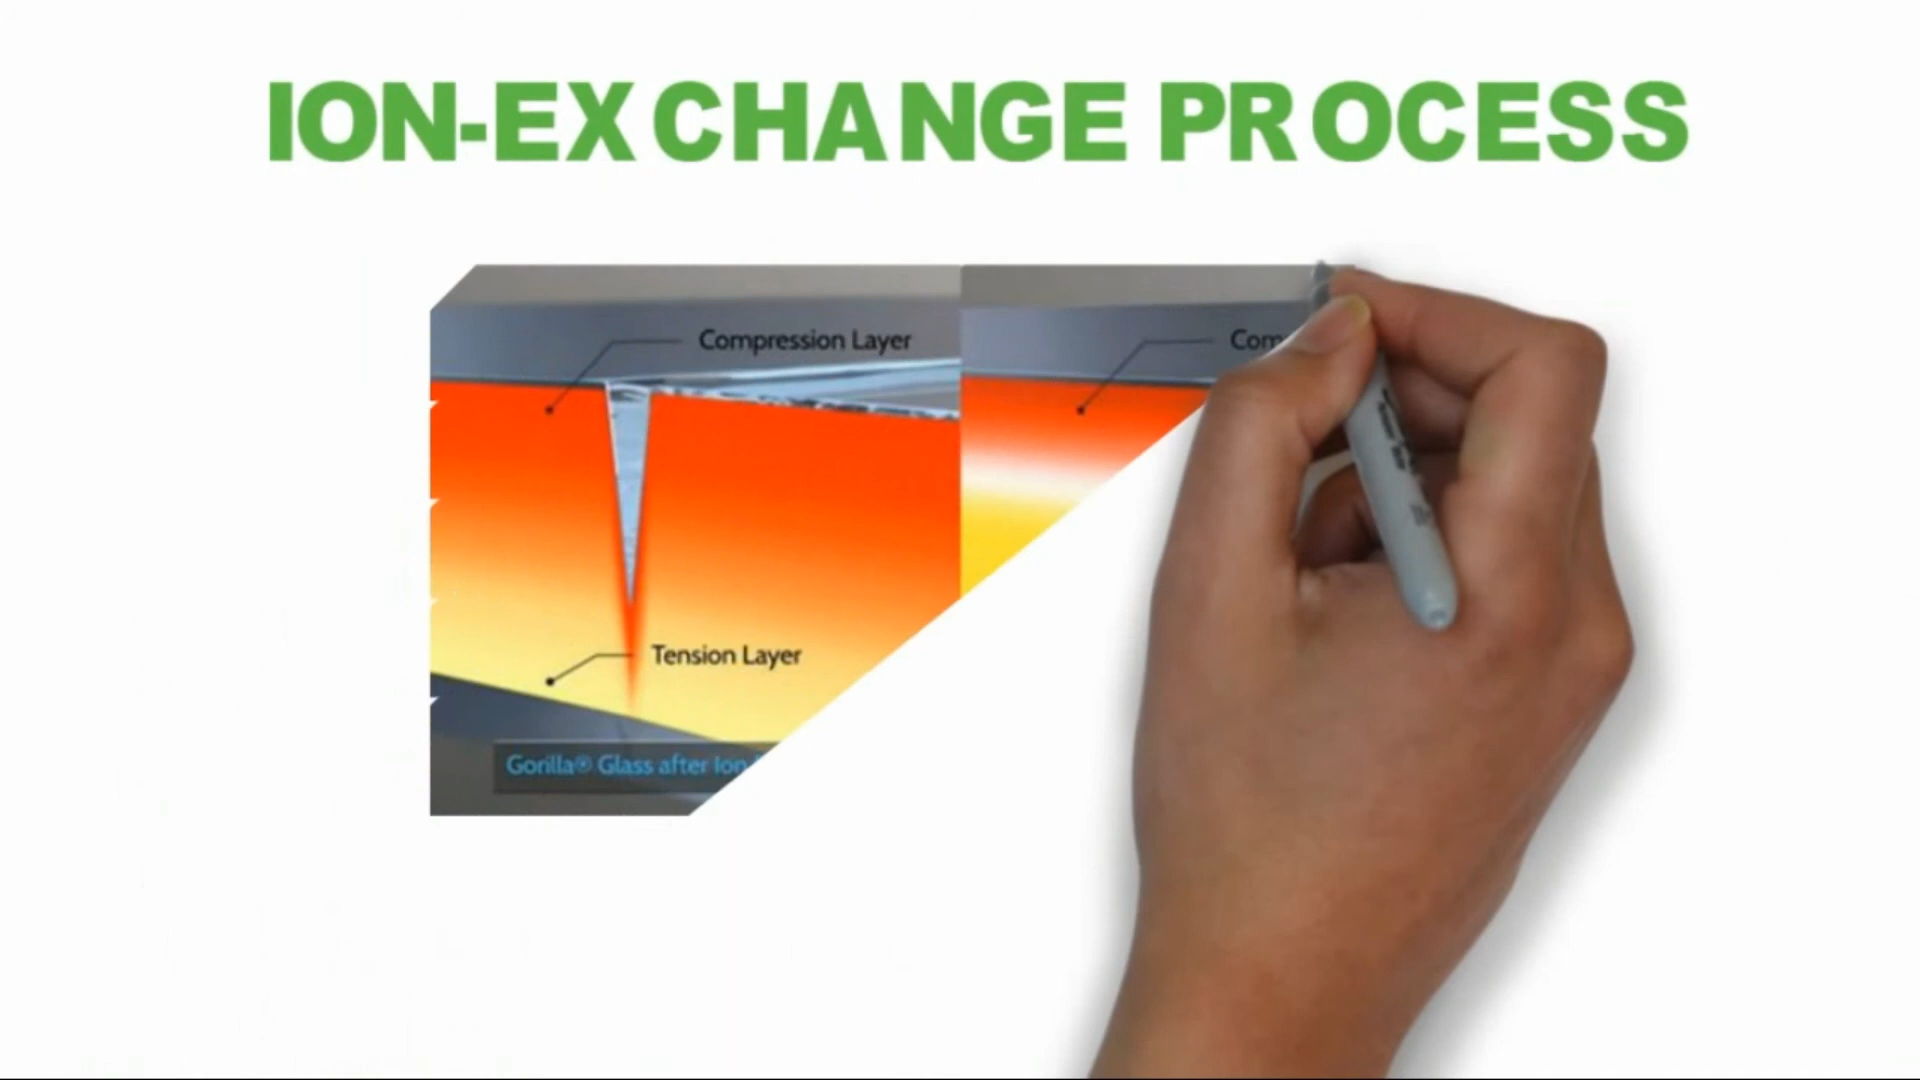 ION-EXCHANGE PROCESS
Compression Layer
Tension Layer
Gorilla® Glass after Ion